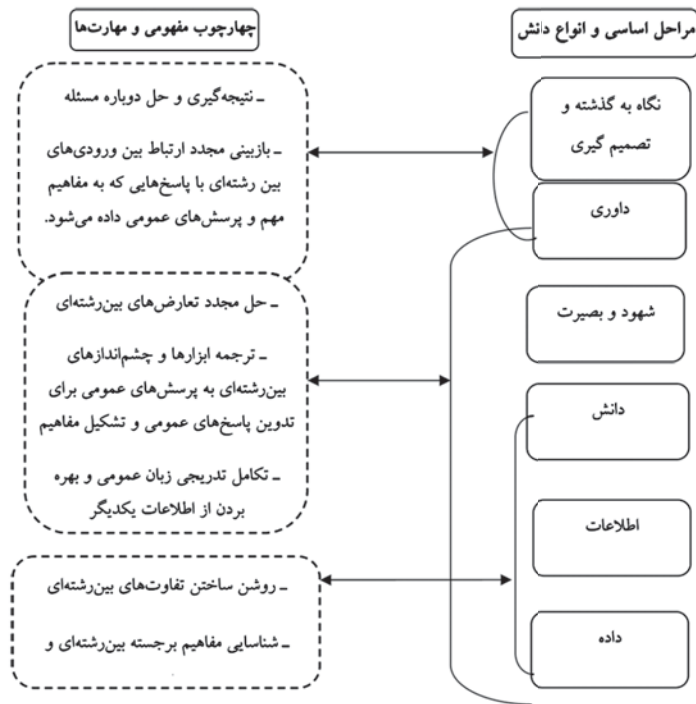 مراحل اساسی و انواع دانش
نگاه به گذشته و
تصمیم گیری
داوری
شهود و بصیرت
دانش
اطلاعات
داده
چهارچوب مفهومی و مهارت‌ها
ـ نتیجه‌گیری و حل دوباره مسئله
ـ بازبینی مجدد ارتباط بین ورودی‌های
بین رشته‌ای با پاسخ‌هایی که به مفاهیم
مهم و پرسش‌های عمومی داده می‌شود.
ـ حل مجدد تعارض‌های بین‌رشته‌ای
ـ ترجمه ابزارها و چشم‌اندازهای
بین‌رشته‌ای به پرسش‌های عمومی برای
تدوین پاسخ‌های عمومی و تشکیل مفاهیم
ـ تکامل تدریجی زبان عمومی و بهره
بردن از اطلاعات یکدیگر
ـ روشن ساختن تفاوت‌های بین‌رشته‌ای
ـ شناسایی مفاهیم برجسته بین‌رشته‌ای و